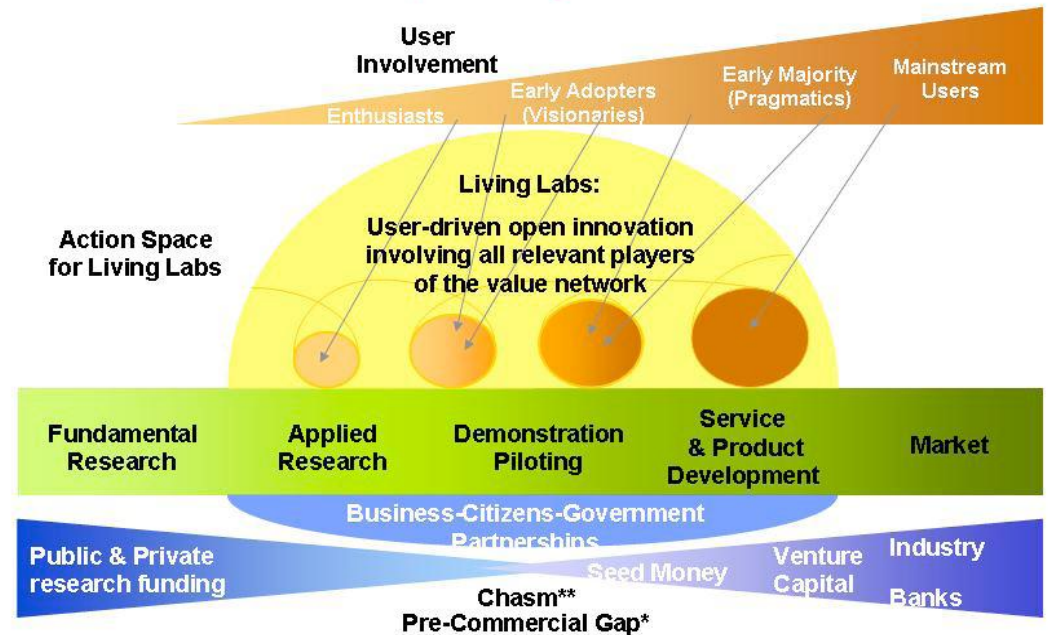 User
Involvement
Enthusiasts
Early Adopters
(Visionaries)
Early Majority
(Pragmatics)
Mainstream
Users
Living Labs:
User-driven open innovation
involving all relevant players
of the value network
Action Space
for Living Labs
Fundamental
Research
Applied
Research
Demonstration
Piloting
Service
& Product
Development
Market
Business-Citizens-Government
Partnerships
Public & Private
research funding
Seed Money
Venture
Capital
Industry
Banks
Chasm**
Pre-Commercial Gap*